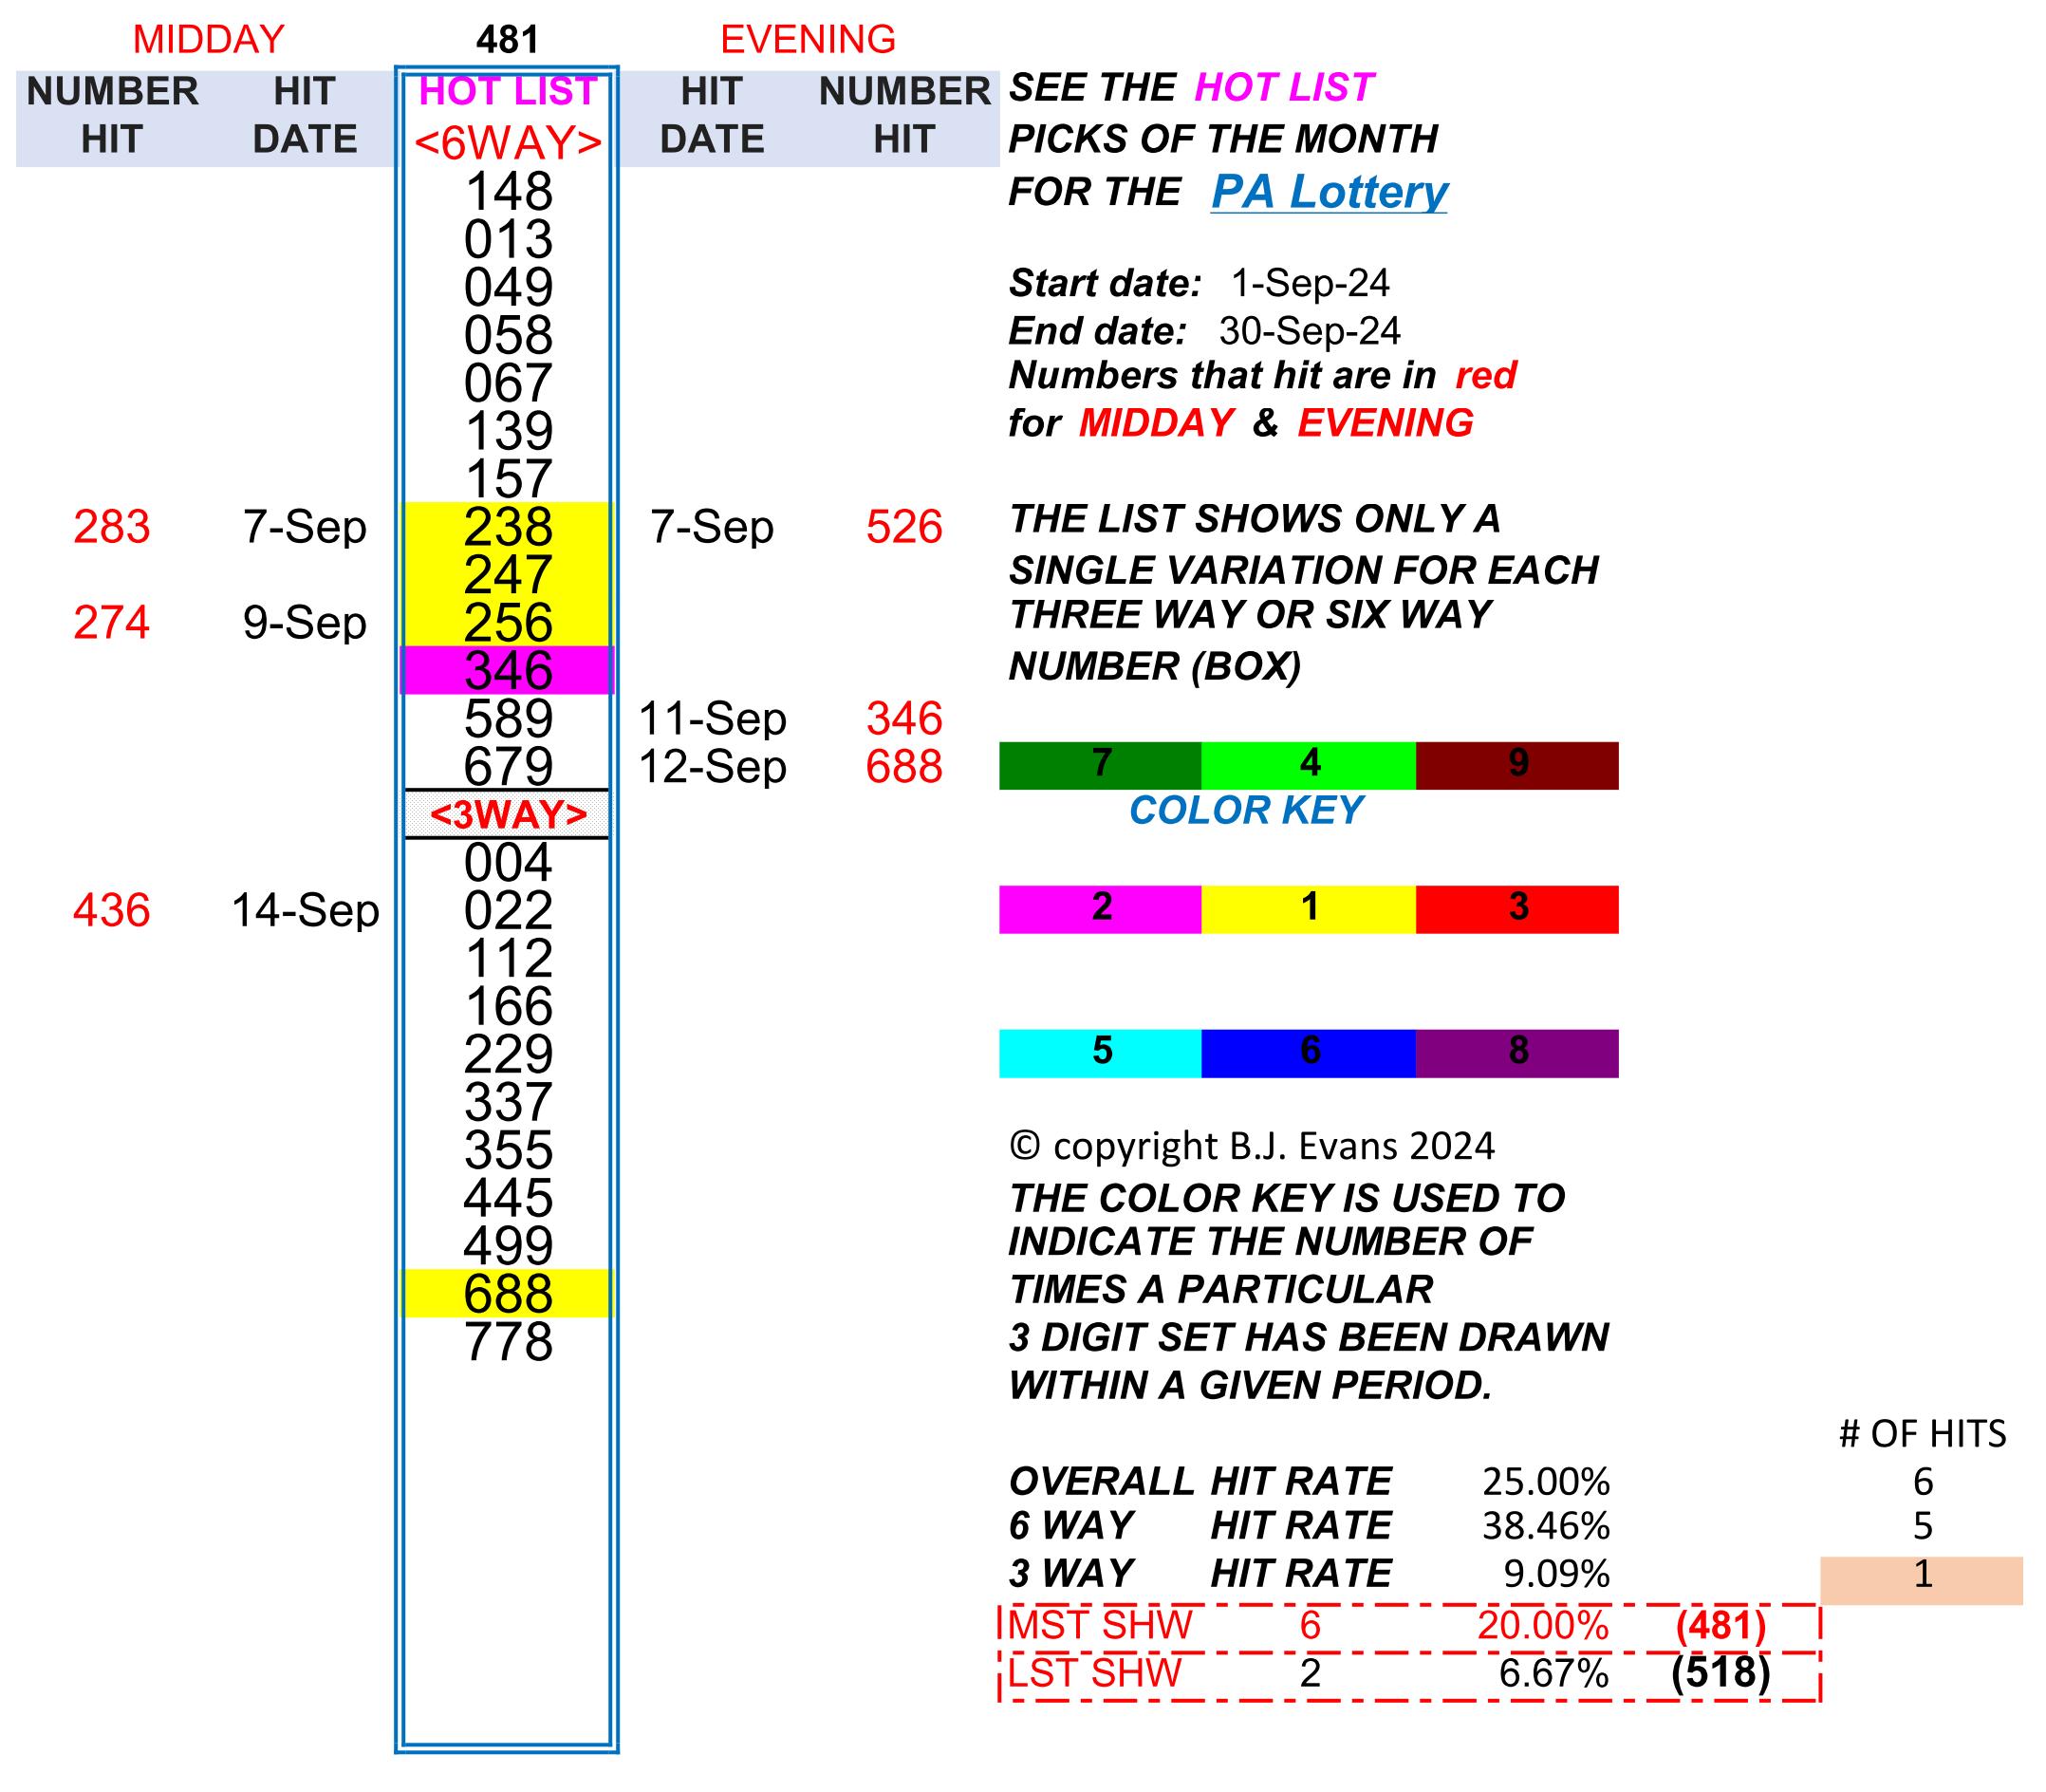 MIDDAY 481 EVENING
NUMBER HIT HOT LIST HIT NUMBER SEE THE HOT LIST
HIT DATE <6WAY> DATE HIT PICKS OF THE MONTH
148 FOR THE PA Lottery
013
049 Start date: 1-Sep-24
058 End date: 30-Sep-24
067 Numbers that hit are in red
139 for MIDDAY & EVENING
157
283 7-Sep 238 7-Sep 526 THE LIST SHOWS ONLY A
247 SINGLE VARIATION FOR EACH
274 9-Sep 256 THREE WAY OR SIX WAY
346 NUMBER (BOX)
589 11-Sep 346
679 12-Sep 688 7 4 9
<3WAY> COLOR KEY
004
436 14-Sep 022 2 1 3
112
166
229 5 6 8
337
355 © copyright B.J. Evans 2024
445 THE COLOR KEY IS USED TO
499 INDICATE THE NUMBER OF
688 TIMES A PARTICULAR
778 3 DIGIT SET HAS BEEN DRAWN
WITHIN A GIVEN PERIOD.
# OF HITS
OVERALL HIT RATE 25.00% 6
6 WAY HIT RATE 38.46% 5
3 WAY HIT RATE 9.09% 1
MST SHW 6 20.00% (481)
LST SHW 2 6.67% (518)